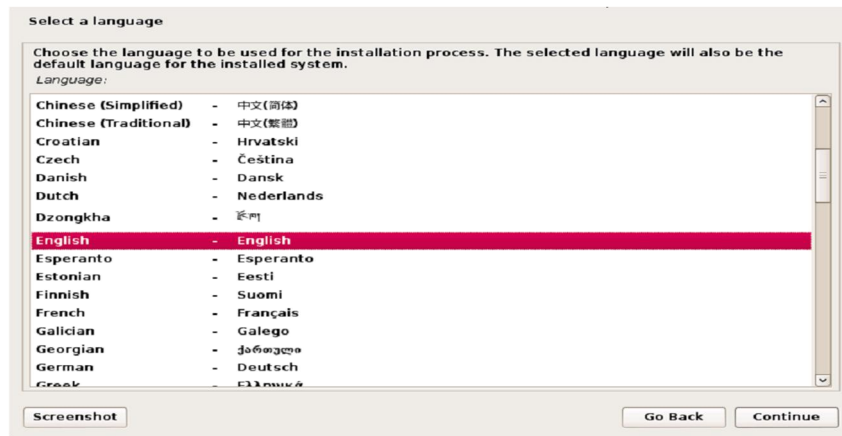 Select a language
Choose the language to be used for the installation process. The selected language will also be the
default language for the installed system.
Language:
Chinese (Simplified) - 中文(简体)
Chinese (Traditional) - 中文(繁體)
Croatian - Hrvatski
Czech - Čeština
Danish - Dansk
Dutch - Nederlands
Dzongkha - རྫོང་ཁ།
English - English
Esperanto - Esperanto
Estonian - Eesti
Finnish - Suomi
French - Français
Galician - Galego
Georgian - ქართული
German - Deutsch
Greek - Ελληνικά
Screenshot Go Back Continue